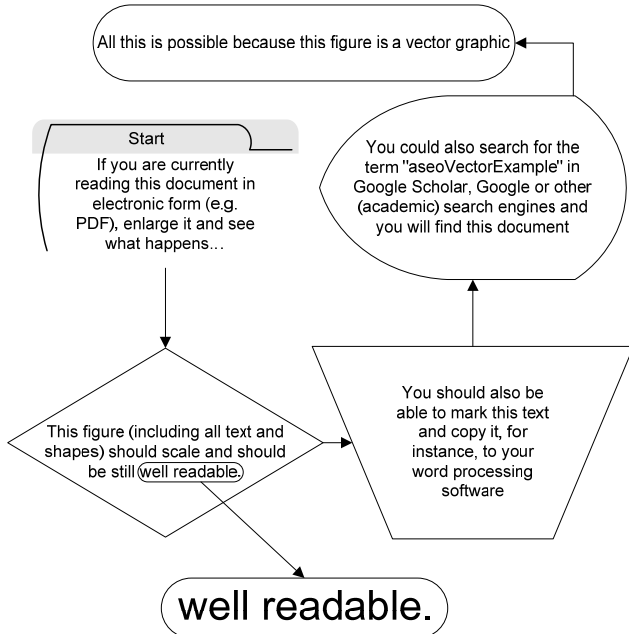 All this is possible because this figure is a vector graphic
Start
If you are currently
reading this document in
electronic form (e.g.
PDF), enlarge it and see
what happens...
You could also search for the
term "aseoVectorExample" in
Google Scholar, Google or other
(academic) search engines and
you will find this document
This figure (including all text and
shapes) should scale and should
be still well readable.
You should also be
able to mark this text
and copy it, for
instance, to your
word processing
software
well readable.